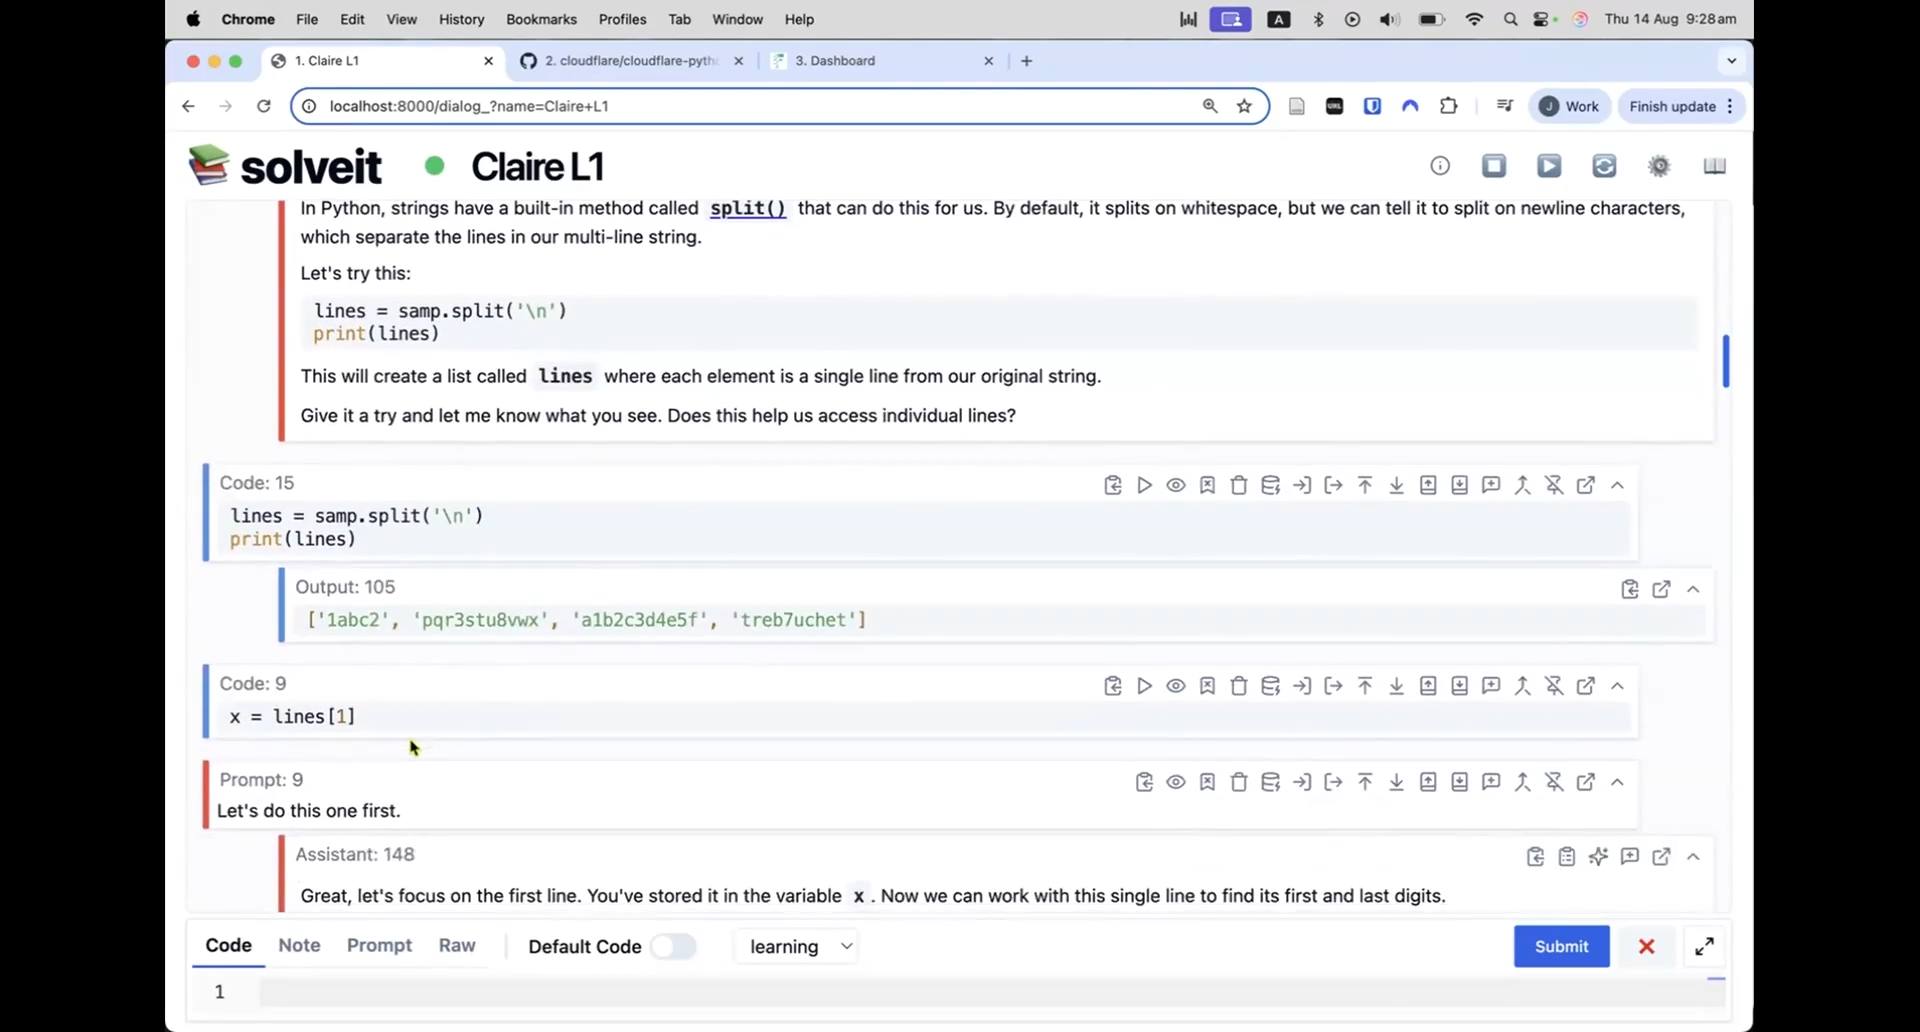 Chrome File Edit View History Bookmarks Profiles Tab Window Help A Thu 14 Aug 9:28 am
1. Claire L1 2. cloudflare/cloudflare-pyth 3. Dashboard
localhost:8000/dialog_?name=Claire+L1 J Work Finish update
solveit Claire L1
In Python, strings have a built-in method called split() that can do this for us. By default, it splits on whitespace, but we can tell it to split on newline characters,
which separate the lines in our multi-line string.
Let's try this:
lines = samp.split('\n')
print(lines)
This will create a list called lines where each element is a single line from our original string.
Give it a try and let me know what you see. Does this help us access individual lines?
Code: 15
lines = samp.split('\n')
print(lines)
Output: 105
['1abc2', 'pqr3stu8vwx', 'a1b2c3d4e5f', 'treb7uchet']
Code: 9
x = lines[1]
Prompt: 9
Let's do this one first.
Assistant: 148
Great, let's focus on the first line. You've stored it in the variable x. Now we can work with this single line to find its first and last digits.
Code Note Prompt Raw Default Code learning Submit
1